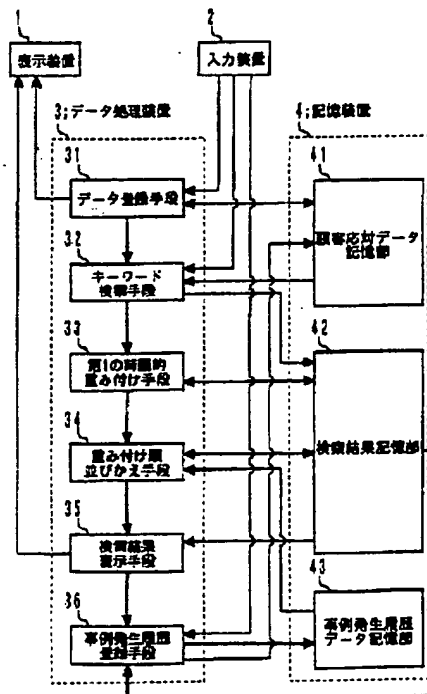 1
表示装置
2
入力装置
3;データ処理装置
31
データ登録手段
32
キーワード
検索手段
33
第1の時間的
重み付け手段
34
重み付け順
並びかえ手段
35
検索結果
表示手段
36
事例発生履歴
登録手段
4;記憶装置
41
顧客応対データ
記憶部
42
検索結果記憶部
43
事例発生履歴
データ記憶部